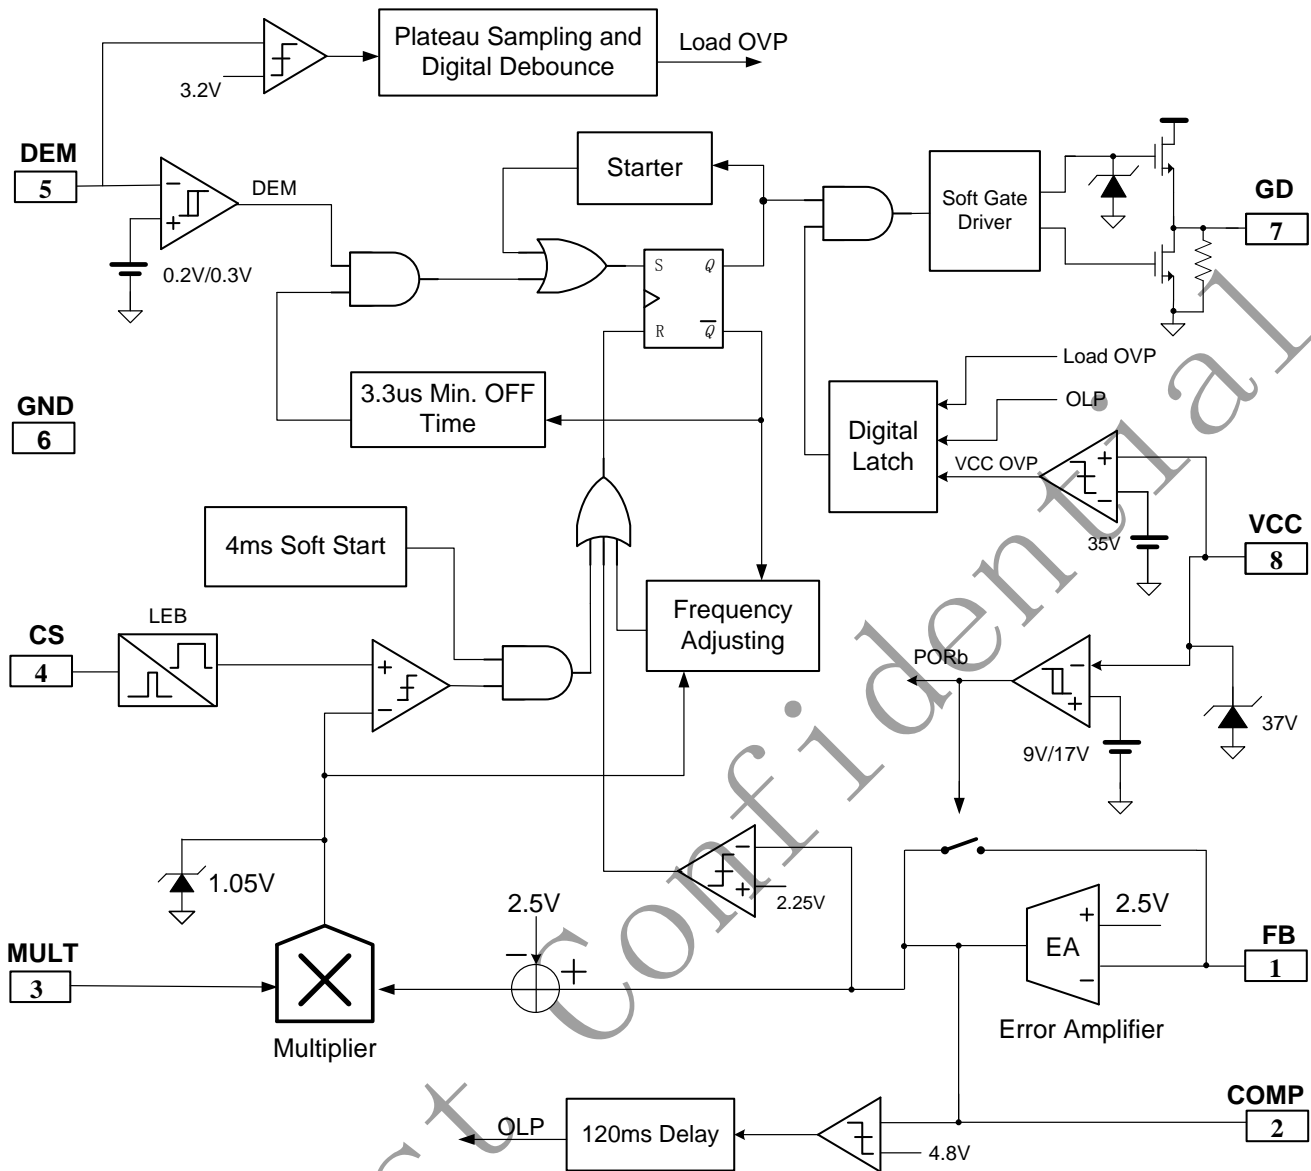 Plateau Sampling and
Digital Debounce
Load OVP
3.2V
DEM
5
DEM
0.2V/0.3V
Starter
S
Q
R
Q
Soft Gate
Driver
GD
7
GND
6
3.3us Min. OFF
Time
Load OVP
OLP
Digital
Latch
VCC OVP
+
−
35V
VCC
8
4ms Soft Start
LEB
CS
4
+
−
Frequency
Adjusting
PORb
−
+
9V/17V
37V
1.05V
−
+
2.25V
2.5V
−
+
MULT
3
Multiplier
EA
+
−
2.5V
FB
1
Error Amplifier
COMP
2
OLP
120ms Delay
4.8V
st Confidential